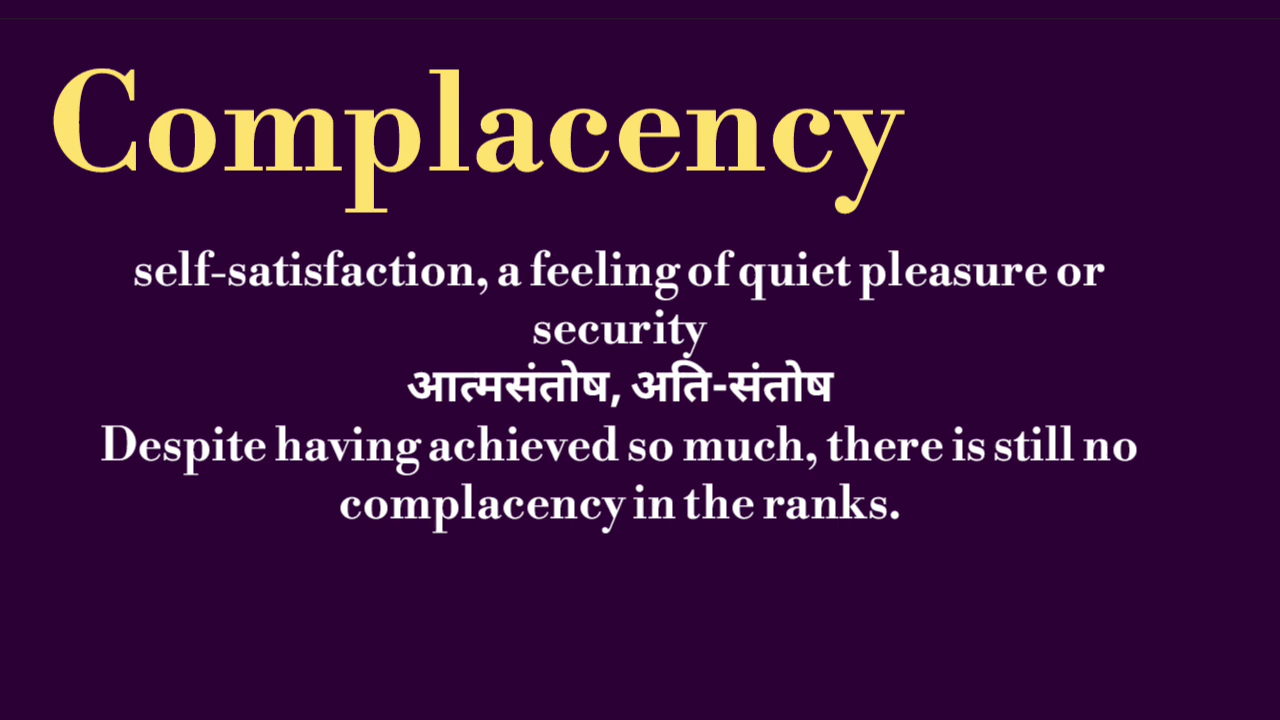 Complacency
self-satisfaction, a feeling of quiet pleasure or
security
आत्मसंतोष, अति-संतोष
Despite having achieved so much, there is still no
complacency in the ranks.